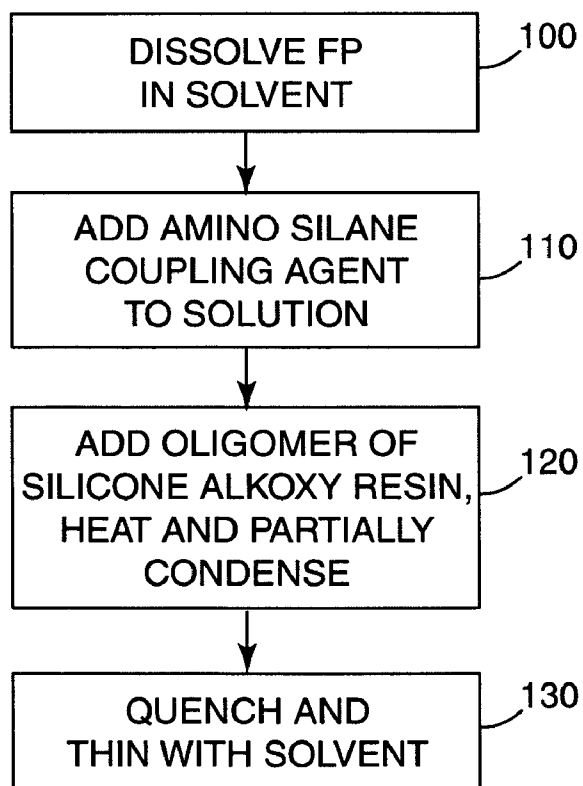 DISSOLVE FP
IN SOLVENT
100
ADD AMINO SILANE
COUPLING AGENT
TO SOLUTION
110
ADD OLIGOMER OF
SILICONE ALKOXY RESIN,
HEAT AND PARTIALLY
CONDENSE
120
QUENCH AND
THIN WITH SOLVENT
130